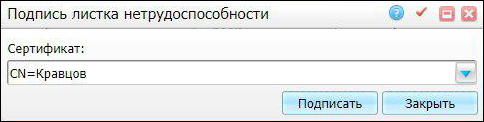 Подпись листка нетрудоспособности
Сертификат:
CN=Кравцов
Подписать Закрыть